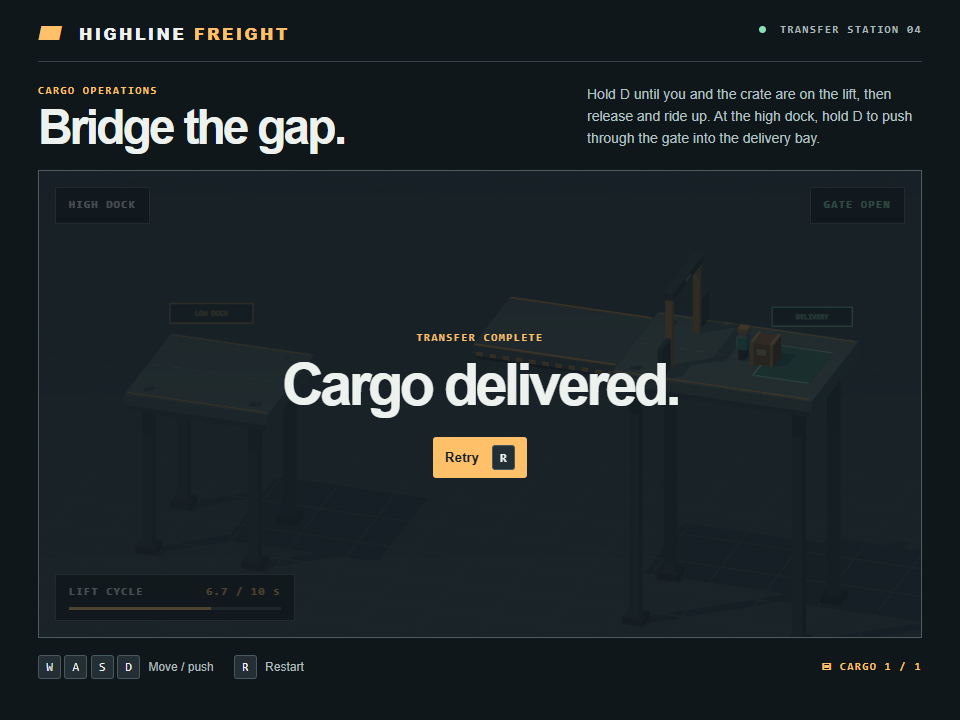 HIGHLINE FREIGHT
TRANSFER STATION 04
CARGO OPERATIONS
Bridge the gap.
Hold D until you and the crate are on the lift, then
release and ride up. At the high dock, hold D to push
through the gate into the delivery bay.
HIGH DOCK
GATE OPEN
LOW DOCK
DELIVERY
TRANSFER COMPLETE
Cargo delivered.
Retry R
LIFT CYCLE 6.7 / 10 s
W A S D Move / push R Restart
CARGO 1 / 1